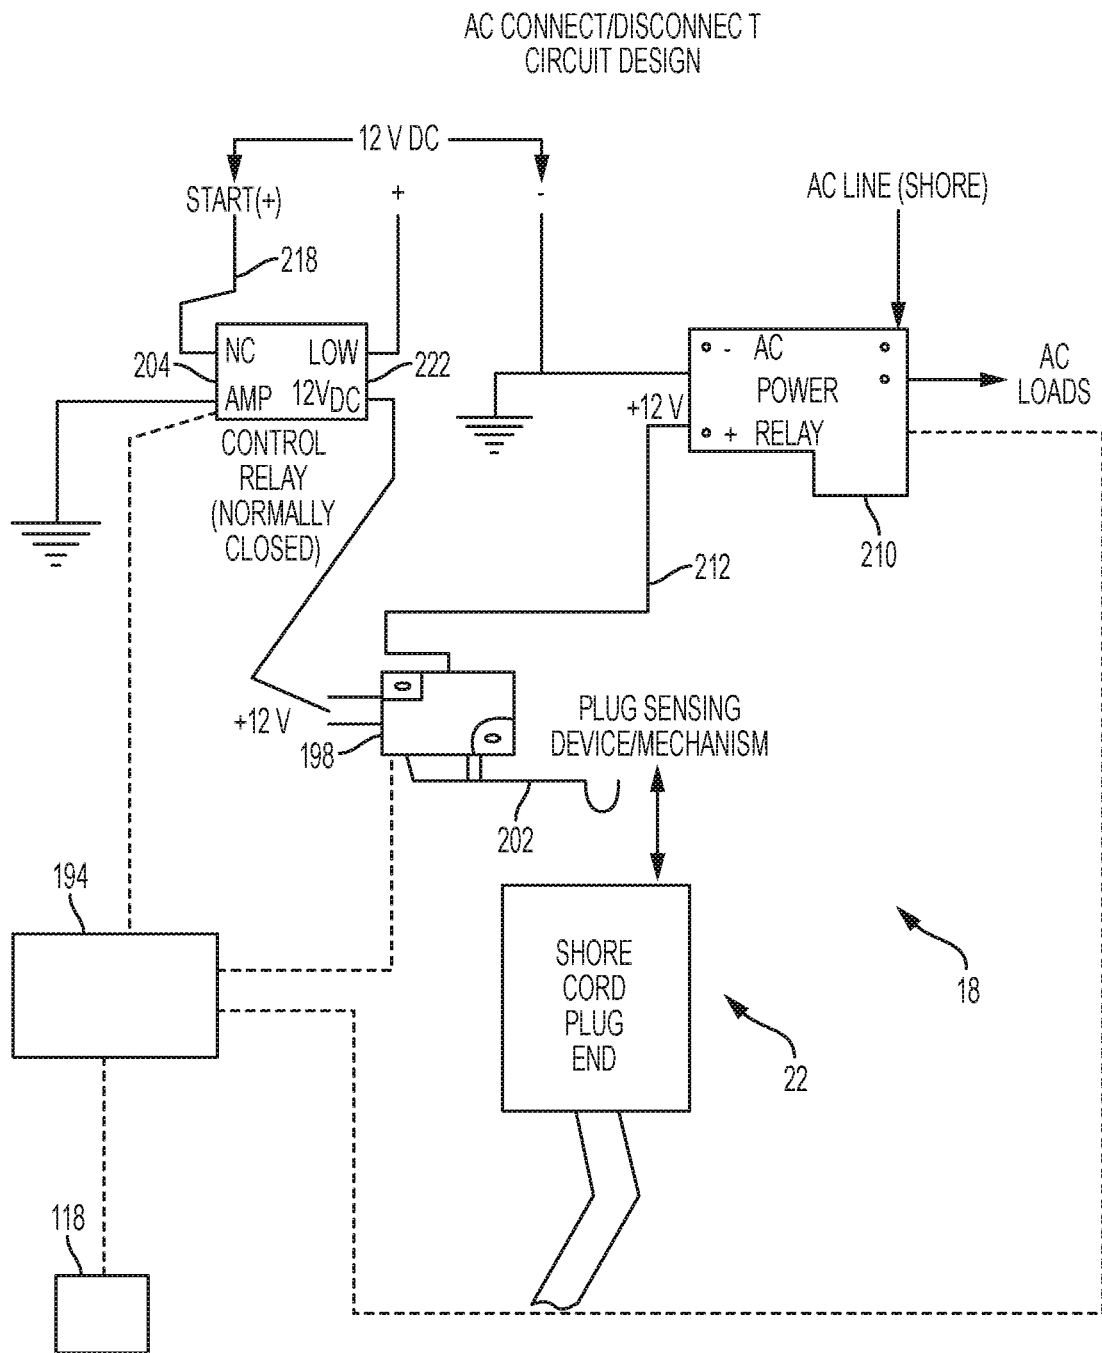 AC CONNECT/DISCONNEC T
CIRCUIT DESIGN
12 V DC
START(+)
+
-
AC LINE (SHORE)
218
NC
LOW
204
222
AMP
12VDC
CONTROL
RELAY
(NORMALLY
CLOSED)
- AC
POWER
+ RELAY
+12 V
AC
LOADS
210
212
+12 V
198
PLUG SENSING
DEVICE/MECHANISM
202
194
SHORE
CORD
PLUG
END
18
22
118